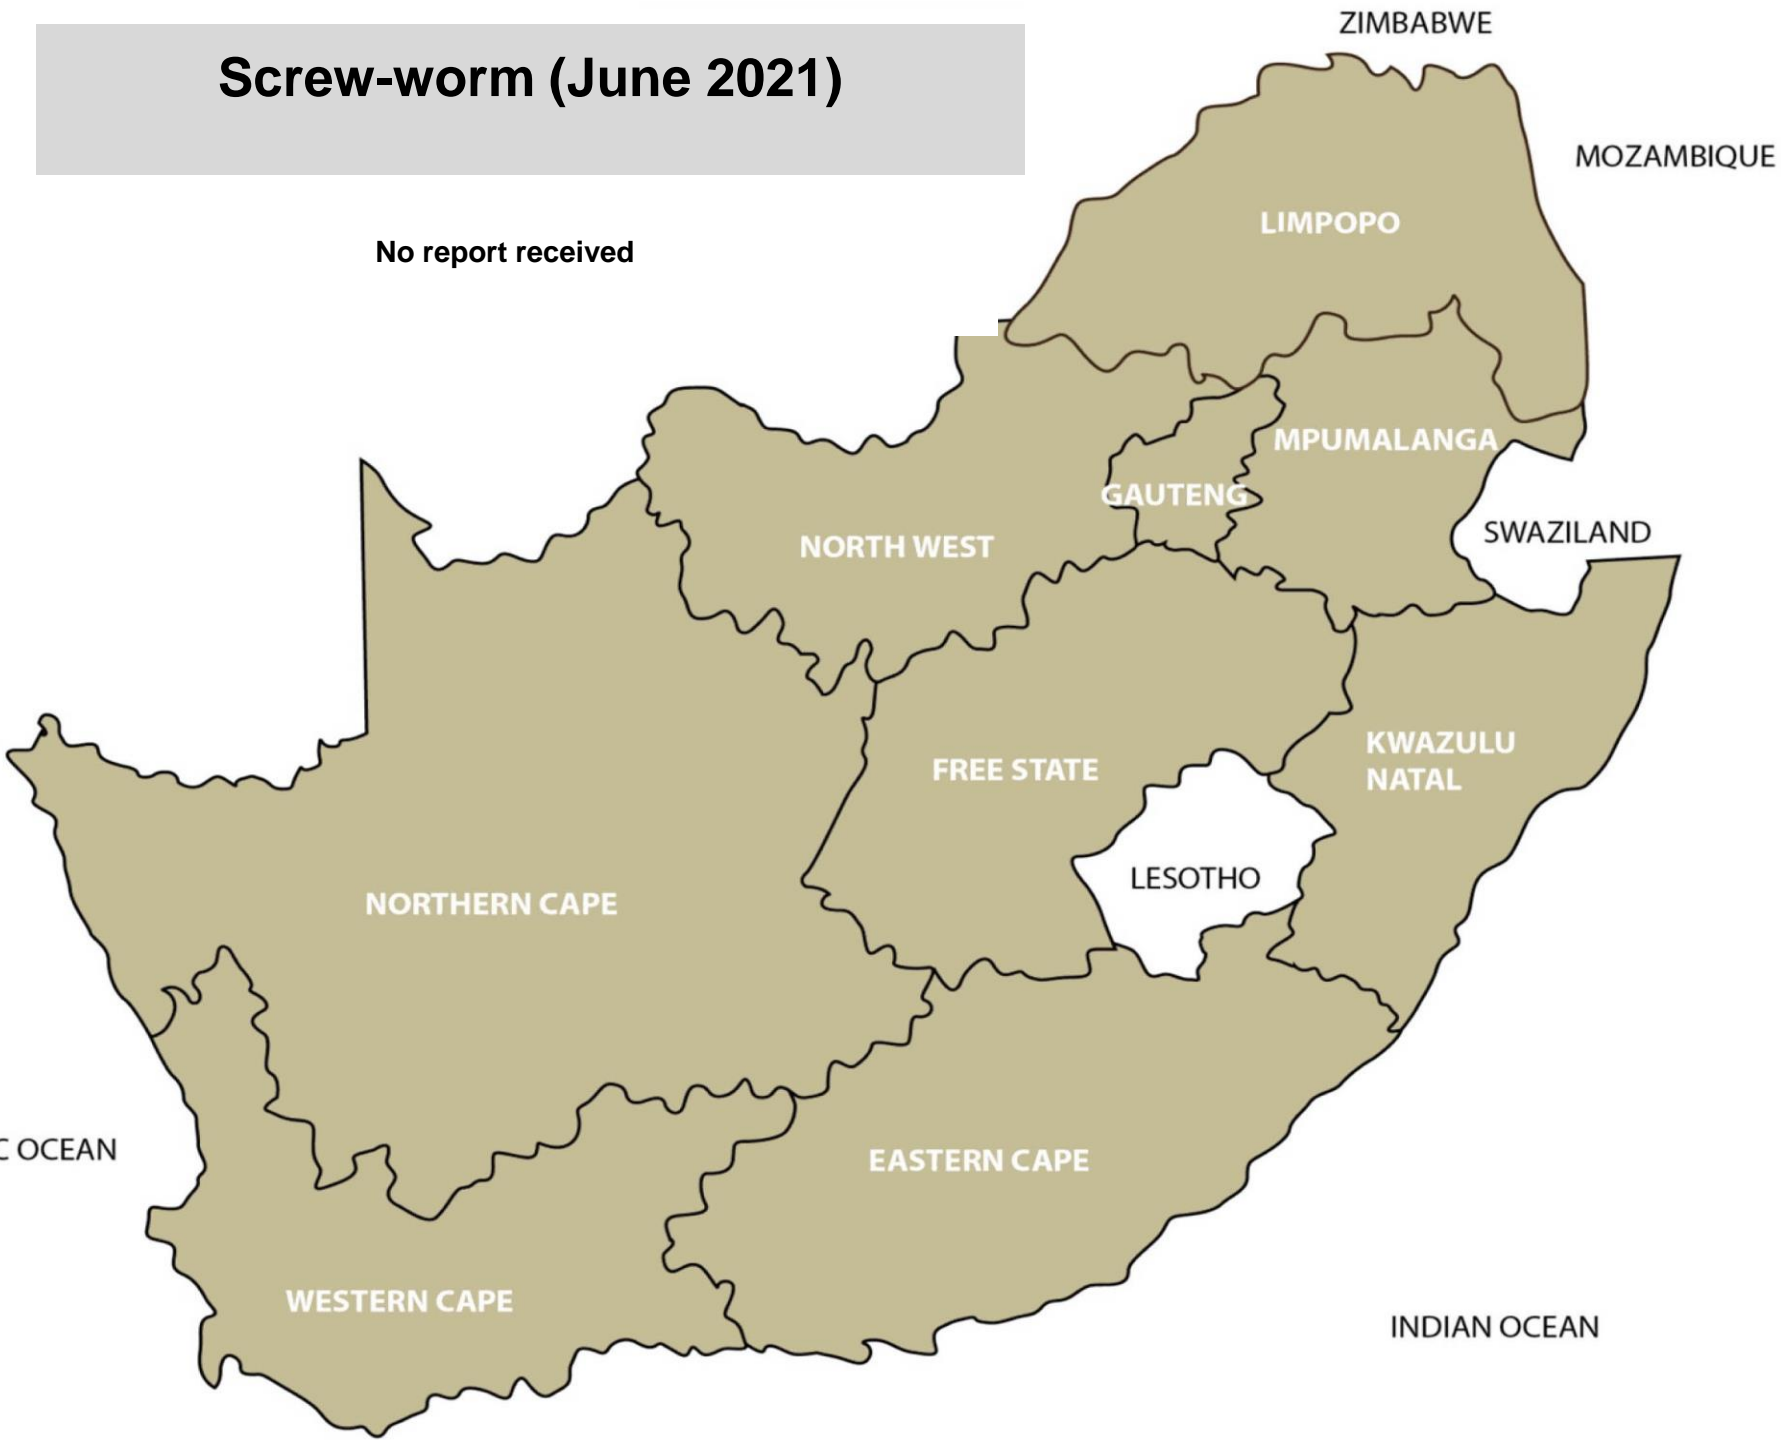 ZIMBABWE
Screw-worm (June 2021)
MOZAMBIQUE
LIMPOPO
No report received
MPUMALANGA
GAUTENG
SWAZILAND
NORTH WEST
KWAZULU
NATAL
FREE STATE
LESOTHO
NORTHERN CAPE
C OCEAN
EASTERN CAPE
WESTERN CAPE
INDIAN OCEAN